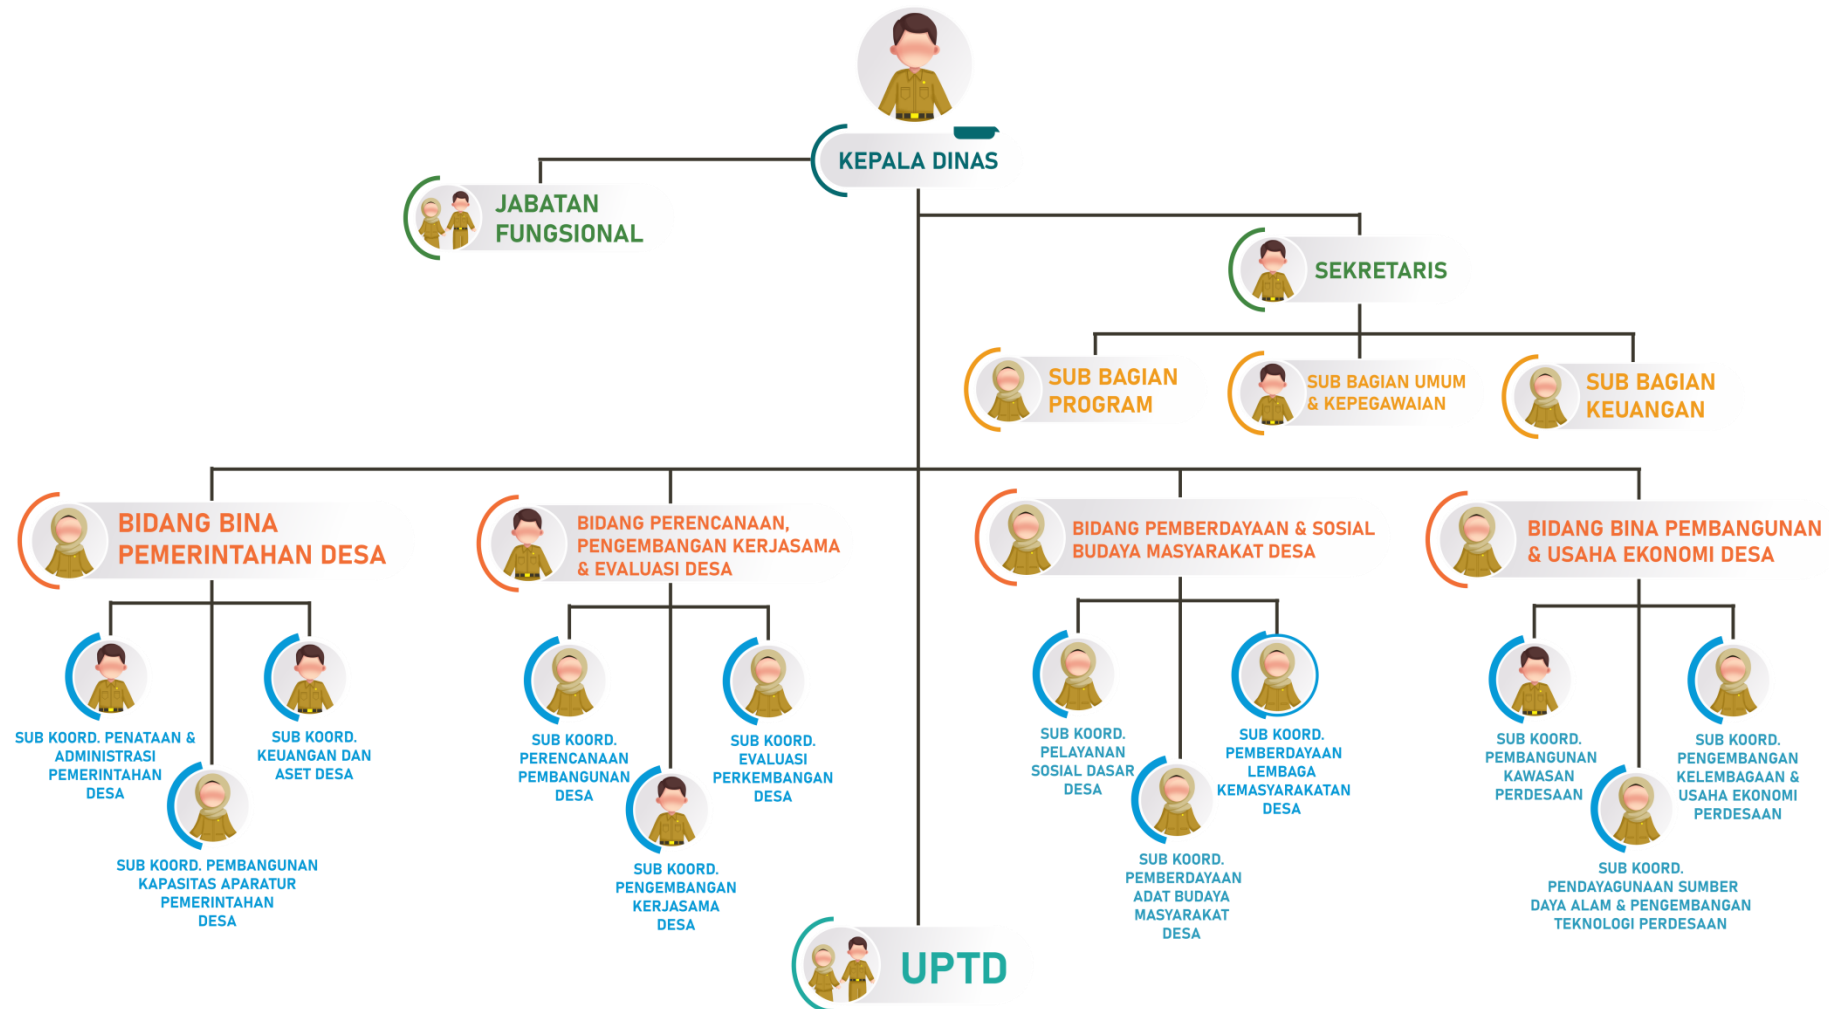 KEPALA DINAS
JABATAN
FUNGSIONAL
SEKRETARIS
SUB BAGIAN
PROGRAM
SUB BAGIAN UMUM
& KEPEGAWAIAN
SUB BAGIAN
KEUANGAN
BIDANG BINA
PEMERINTAHAN DESA
BIDANG PERENCANAAN,
PENGEMBANGAN KERJASAMA
& EVALUASI DESA
BIDANG PEMBERDAYAAN & SOSIAL
BUDAYA MASYARAKAT DESA
BIDANG BINA PEMBANGUNAN
& USAHA EKONOMI DESA
SUB KOORD. PENATAAN &
ADMINISTRASI
PEMERINTAHAN
DESA
SUB KOORD.
KEUANGAN DAN
ASET DESA
SUB KOORD. PEMBANGUNAN
KAPASITAS APARATUR
PEMERINTAHAN
DESA
SUB KOORD.
PERENCANAAN
PEMBANGUNAN
DESA
SUB KOORD.
EVALUASI
PERKEMBANGAN
DESA
SUB KOORD.
PENGEMBANGAN
KERJASAMA
DESA
SUB KOORD.
PELAYANAN
SOSIAL DASAR
DESA
SUB KOORD.
PEMBERDAYAAN
LEMBAGA
KEMASYARAKATAN
DESA
SUB KOORD.
PEMBERDAYAAN
ADAT BUDAYA
MASYARAKAT
DESA
SUB KOORD.
PEMBANGUNAN
KAWASAN
PERDESAAN
SUB KOORD.
PENGEMBANGAN
KELEMBAGAAN &
USAHA EKONOMI
PERDESAAN
SUB KOORD.
PENDAYAGUNAAN SUMBER
DAYA ALAM & PENGEMBANGAN
TEKNOLOGI PERDESAAN
UPTD